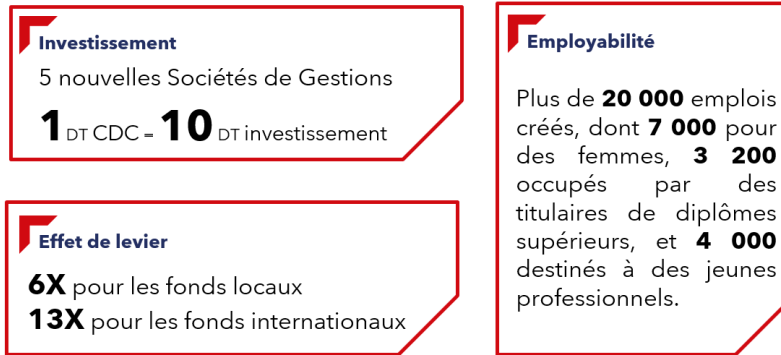 Investissement
5 nouvelles Sociétés de Gestions
1 DT CDC = 10 DT investissement
Effet de levier
6X pour les fonds locaux
13X pour les fonds internationaux
Employabilité
Plus de 20 000 emplois
créés, dont 7 000 pour
des femmes, 3 200
occupés par des
titulaires de diplômes
supérieurs, et 4 000
destinés à des jeunes
professionnels.